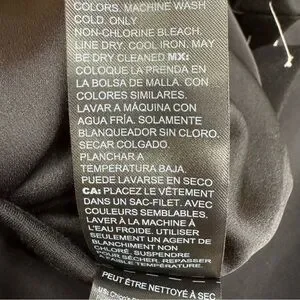 COLORS. MACHINE WASH
COLD. ONLY
NON-CHLORINE BLEACH.
LINE DRY. COOL IRON. MAY
BE DRY CLEANED MX:
COLOQUE LA PRENDA EN
LA BOLSA DE MALLA. CON
COLORES SIMILARES.
LAVAR A MÁQUINA CON
AGUA FRÍA. SOLAMENTE
BLANQUEADOR SIN CLORO.
SECAR COLGADO.
PLANCHAR A
TEMPERATURA BAJA.
PUEDE LAVARSE EN SECO
CA: PLACEZ LE VÊTEMENT
DANS UN SAC-FILET. AVEC
COULEURS SEMBLABLES.
LAVER À LA MACHINE À
L'EAU FROIDE. UTILISER
SEULEMENT UN AGENT DE
BLANCHIMENT NON
CHLORÉ. SUSPENDRE
POUR SÉCHER. REPASSER
À FAIBLE TEMPÉRATURE.
PEUT ÊTRE NETTOYÉ À SEC
US: